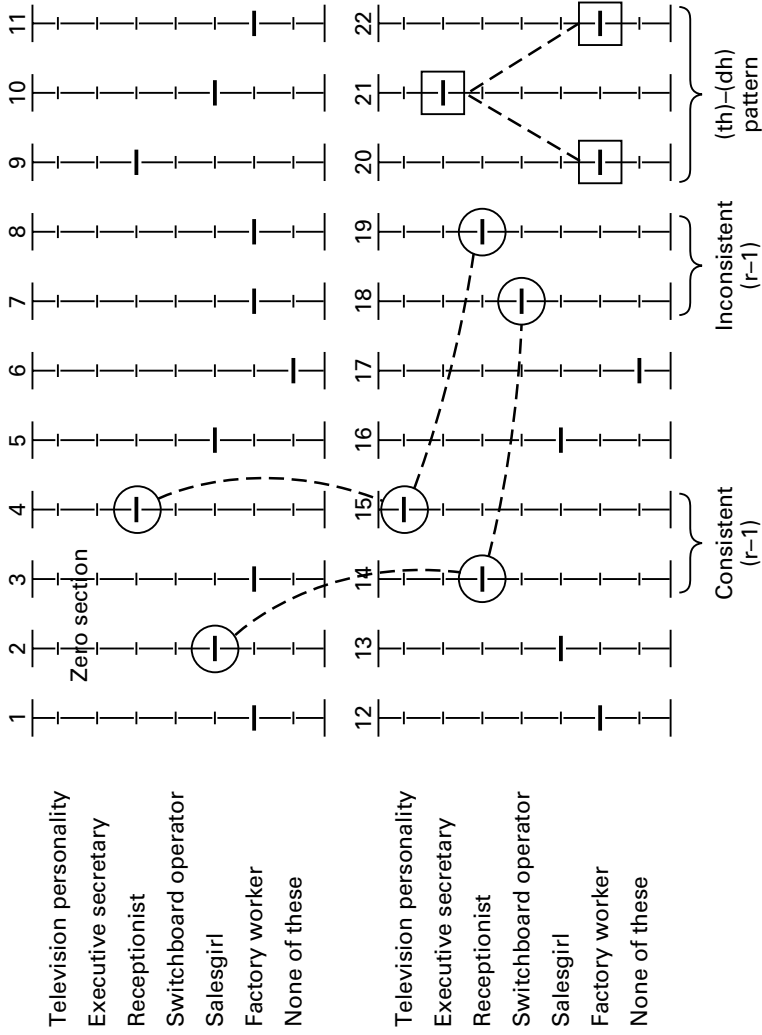 1 2 3 4 5 6 7 8 9 10 11
Television personality
Executive secretary
Receptionist
Switchboard operator
Salesgirl
Factory worker
None of these
Zero section
12 13 14 15 16 17 18 19 20 21 22
Television personality
Executive secretary
Receptionist
Switchboard operator
Salesgirl
Factory worker
None of these
Consistent
(r–1)
Inconsistent
(r–1)
(th)–(dh)
pattern